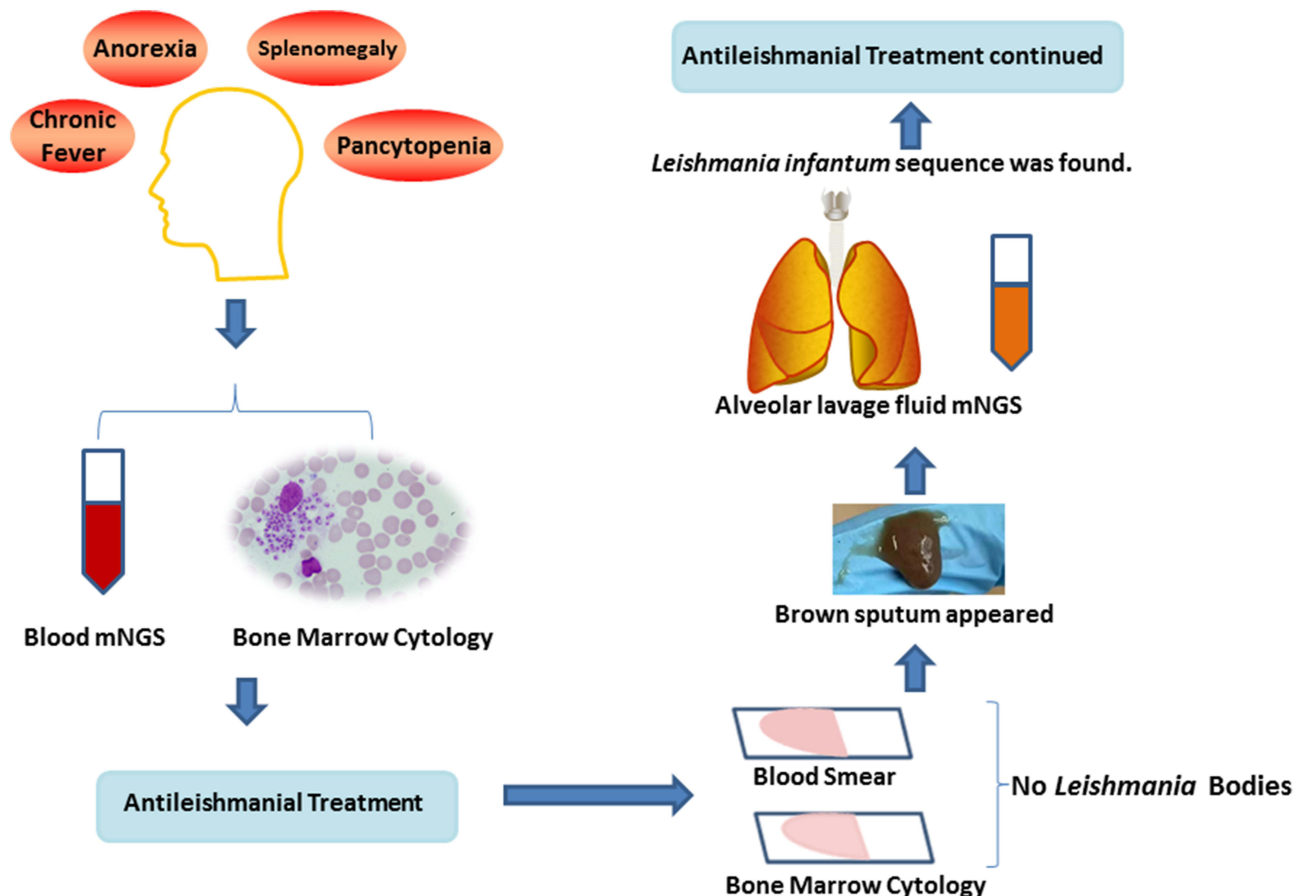 Anorexia
Splenomegaly
Chronic
Fever
Pancytopenia
Blood mNGS
Bone Marrow Cytology
Antileishmanial Treatment
Blood Smear
Bone Marrow Cytology
No Leishmania Bodies
Brown sputum appeared
Alveolar lavage fluid mNGS
Leishmania infantum sequence was found.
Antileishmanial Treatment continued